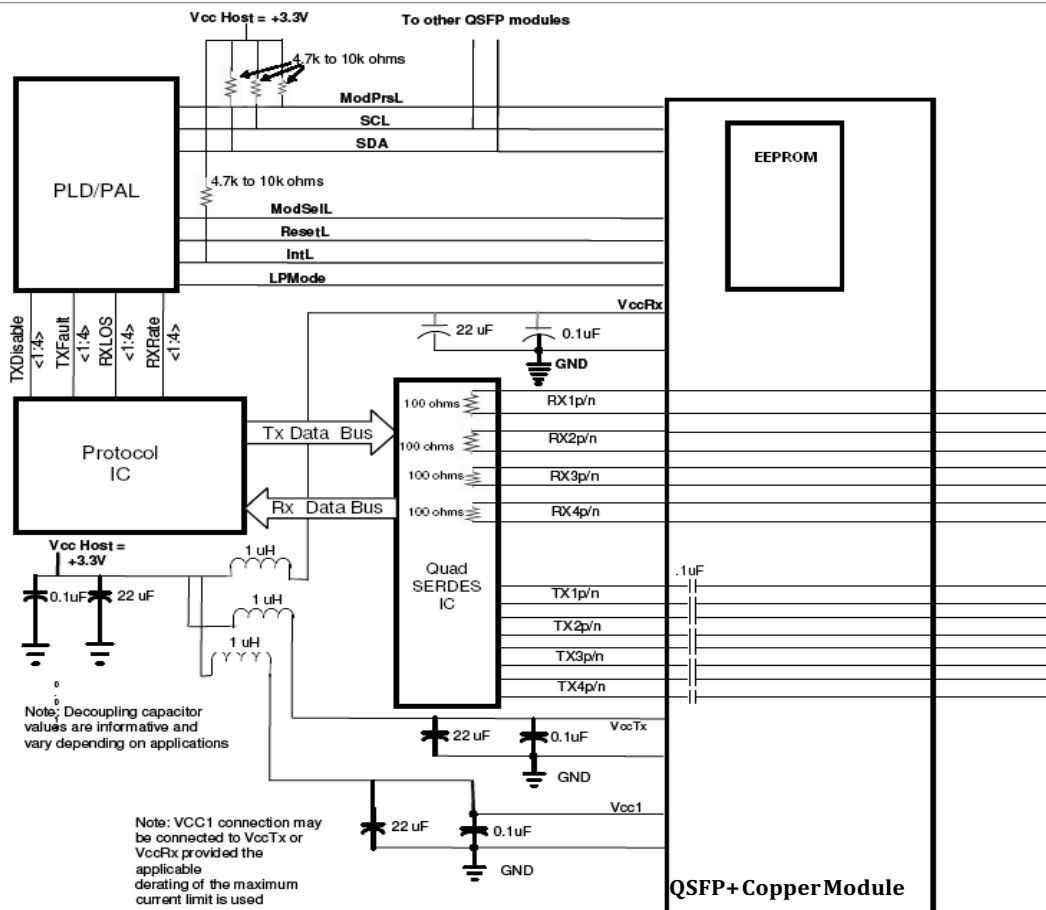 Vcc Host = +3.3V
To other QSFP modules
4.7k to 10k ohms
ModPrsL
SCL
SDA
PLD/PAL
EEPROM
4.7k to 10k ohms
ModSelL
ResetL
IntL
LPMode
TXDisable
<1:4>
TXFault
<1:4>
RXLOS
<1:4>
RXRate
<1:4>
VccRx
22 uF
0.1uF
GND
100 ohms
RX1p/n
Tx Data Bus
100 ohms
RX2p/n
Protocol
IC
100 ohms
RX3p/n
Rx Data Bus
100 ohms
RX4p/n
Vcc Host =
+3.3V
1 uH
Quad
SERDES
IC
.1uF
0.1uF
22 uF
1 uH
TX1p/n
TX2p/n
1 uH
TX3p/n
TX4p/n
Note: Decoupling capacitor
values are informative and
vary depending on applications
VccTx
22 uF
0.1uF
GND
Vcc1
Note: VCC1 connection may
be connected to VccTx or
VccRx provided the
applicable
derating of the maximum
current limit is used
22 uF
0.1uF
GND
QSFP+ Copper Module